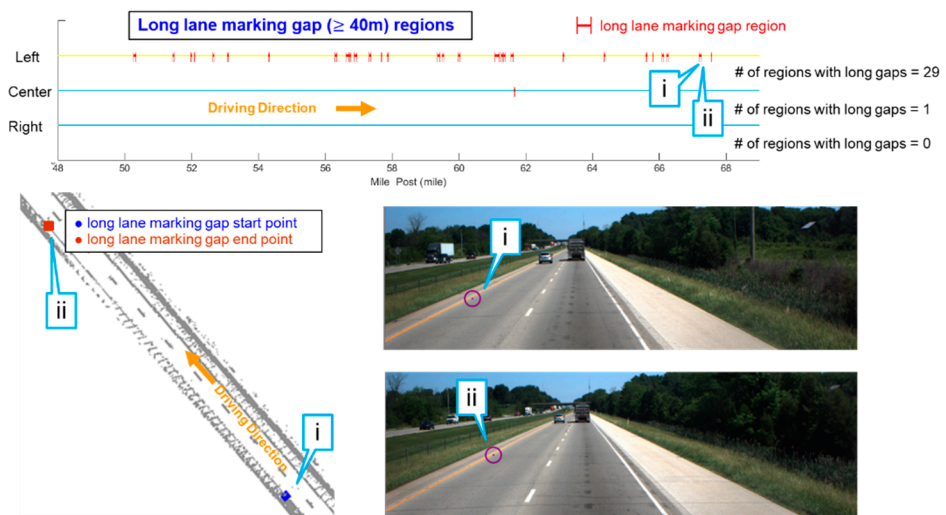 Long lane marking gap (≥ 40m) regions
long lane marking gap region
Left
# of regions with long gaps = 29
i
Center
Driving Direction
# of regions with long gaps = 1
ii
Right
# of regions with long gaps = 0
48 50 52 54 56 58 60 62 64 66 68
Mile Post (mile)
long lane marking gap start point
long lane marking gap end point
ii
Driving Direction
i
i
ii